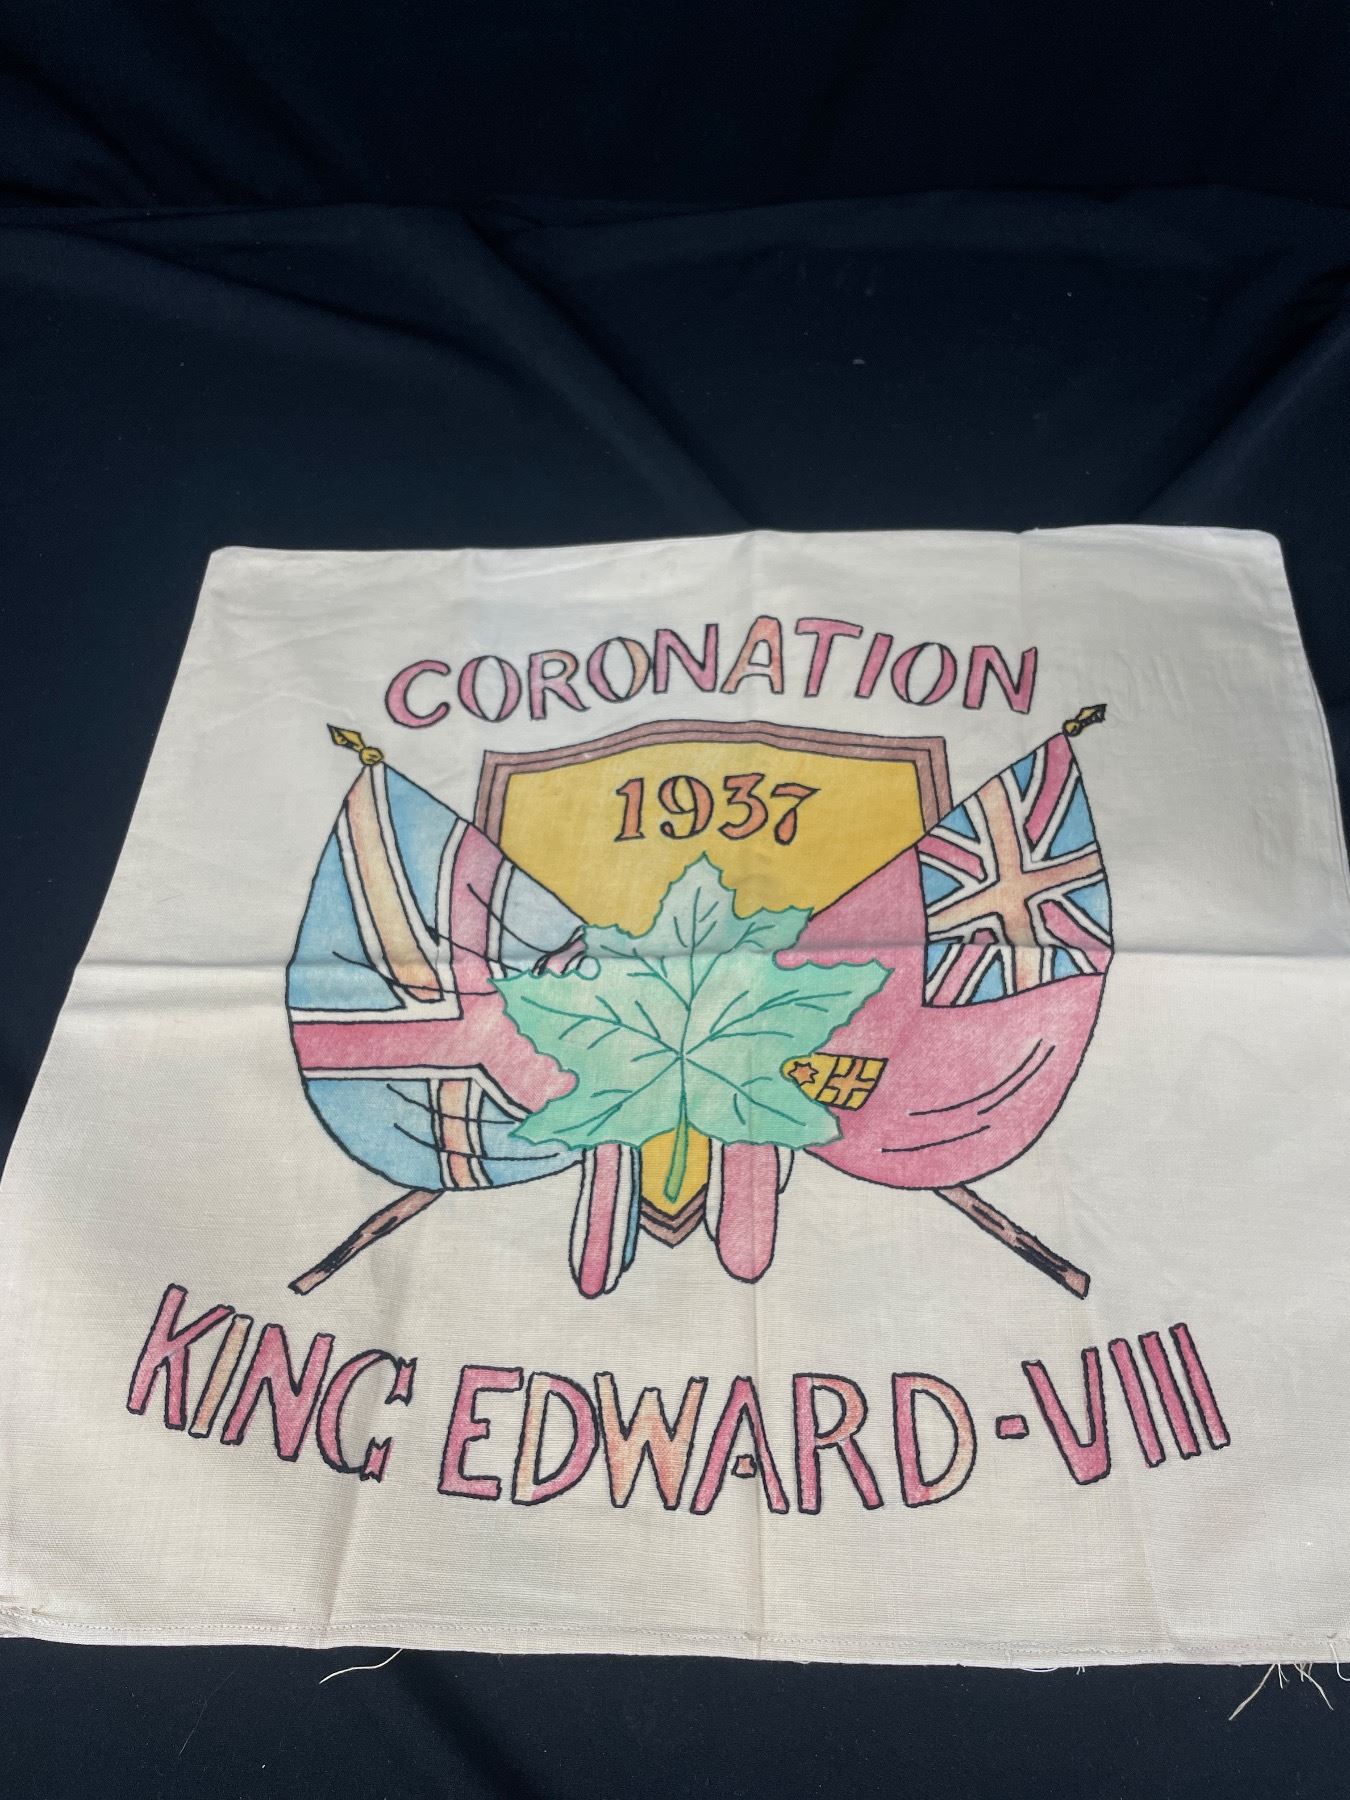 CORONATION
1937
KING EDWARD-VIII